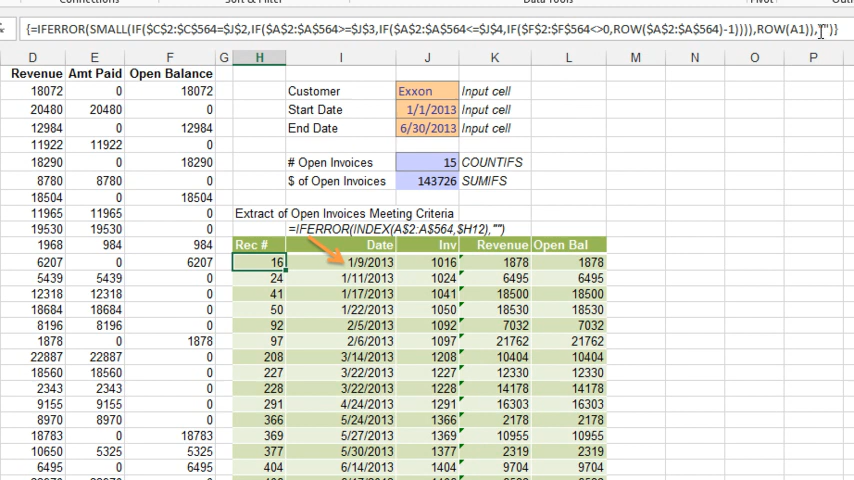 {=IFERROR(SMALL(IF($C$2:$C$564=$J$2,IF($A$2:$A$564>=$J$3,IF($A$2:$A$564<=$J$4,IF($F$2:$F$564<>0,ROW($A$2:$A$564)-1)))),ROW(A1)),"")}
D E F G H I J K L M N O P
Revenue Amt Paid Open Balance
18072 0 18072 Customer Exxon Input cell
20480 20480 0 Start Date 1/1/2013 Input cell
12984 0 12984 End Date 6/30/2013 Input cell
11922 11922 0
18290 0 18290 # Open Invoices 15 COUNTIFS
8780 8780 0 $ of Open Invoices 143726 SUMIFS
18504 0 18504
11965 11965 0 Extract of Open Invoices Meeting Criteria
19530 19530 0 =IFERROR(INDEX(A$2:A$564,$H12),"")
1968 984 984 Rec # Date Inv Revenue Open Bal
6207 0 6207 16 1/9/2013 1016 1878 1878
5439 5439 0 24 1/11/2013 1024 6495 6495
12318 12318 0 41 1/17/2013 1041 18500 18500
18684 18684 0 50 1/22/2013 1050 18530 18530
8196 8196 0 92 2/5/2013 1092 7032 7032
1878 0 1878 97 2/6/2013 1097 21762 21762
22887 22887 0 208 3/14/2013 1208 10404 10404
18560 18560 0 227 3/22/2013 1227 12330 12330
2343 2343 0 228 3/22/2013 1228 14178 14178
9155 9155 0 291 4/24/2013 1291 16303 16303
8970 8970 0 366 5/24/2013 1366 2178 2178
18783 0 18783 369 5/27/2013 1369 10955 10955
10650 5325 5325 377 5/30/2013 1377 2319 2319
6495 0 6495 404 6/14/2013 1404 9704 9704